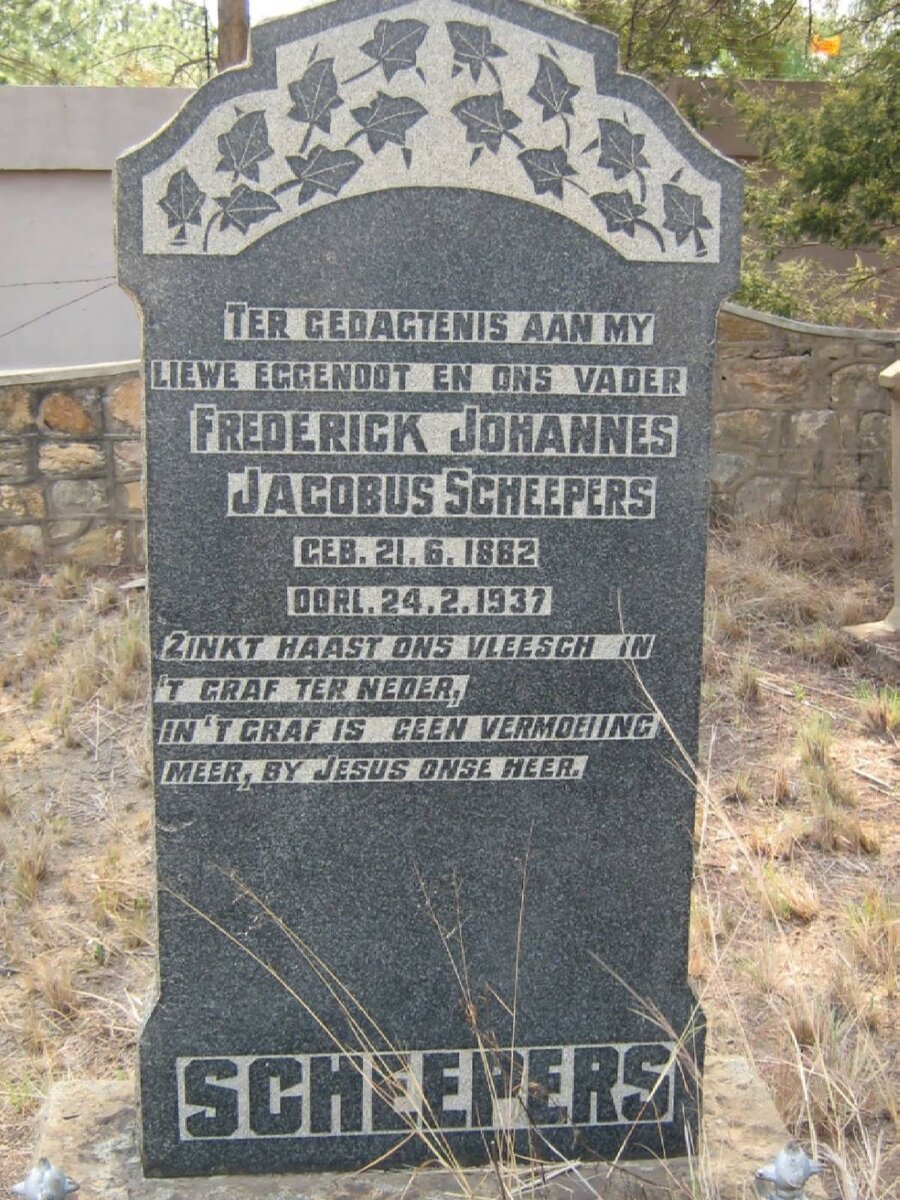 TER GEDAGTENIS AAN MY
LIEWE EGGENOOT EN ONS VADER
FREDERICK JOHANNES
JACOBUS SCHEEPERS
GEB. 21.6.1882
OORL. 24.2.1937
ZINKT HAAST ONS VLEESCH IN
'T GRAF TER NEDER,
IN 'T GRAF IS GEEN VERMOEIING
MEER, BY JESUS ONSE HEER.
SCHEEPERS